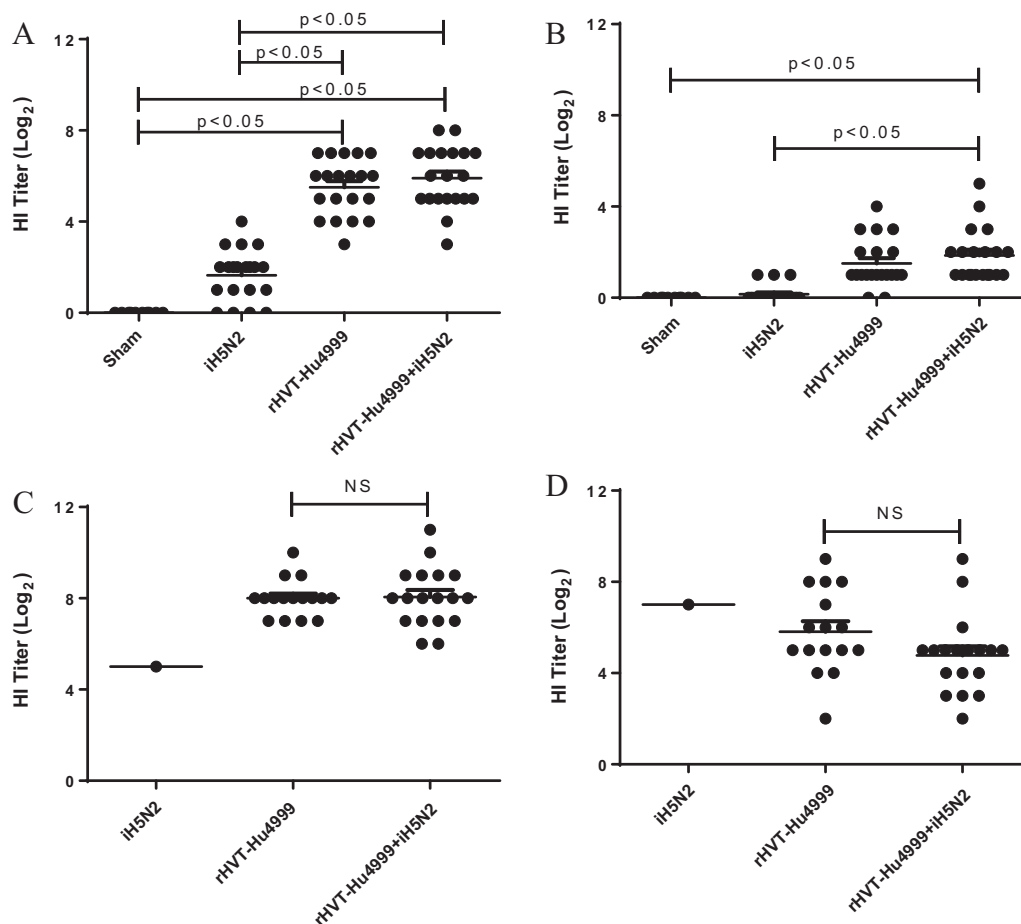 A
HI Titer (Log2)
12
8
4
0
p<0.05
p<0.05
p<0.05
p<0.05
Sham
iH5N2
rHVT-Hu4999
rHVT-Hu4999+iH5N2
B
HI Titer (Log2)
12
8
4
0
p<0.05
p<0.05
Sham
iH5N2
rHVT-Hu4999
rHVT-Hu4999+iH5N2
C
HI Titer (Log2)
12
8
4
0
NS
iH5N2
rHVT-Hu4999
rHVT-Hu4999+iH5N2
D
HI Titer (Log2)
12
8
4
0
NS
iH5N2
rHVT-Hu4999
rHVT-Hu4999+iH5N2